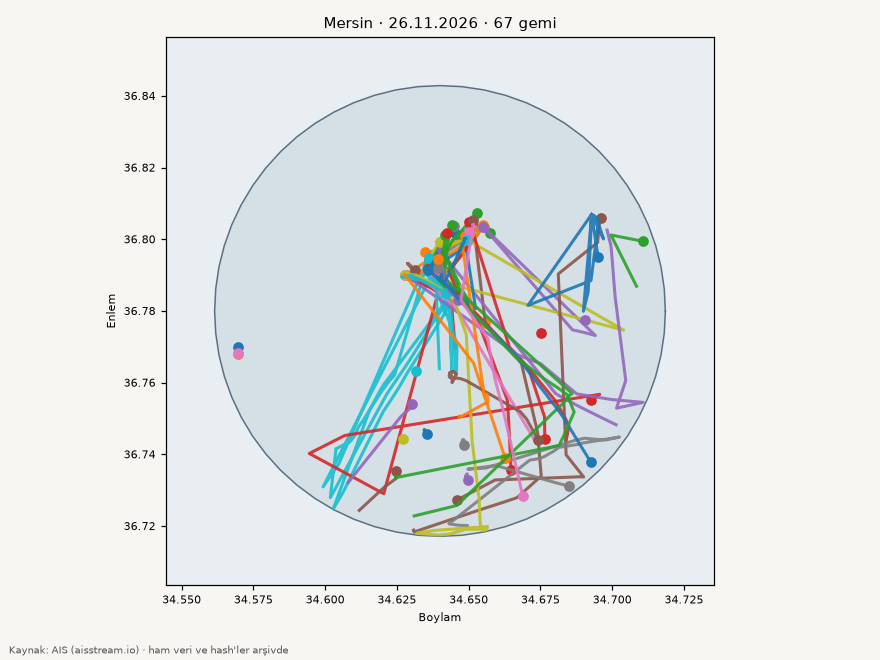 Mersin · 26.11.2026 · 67 gemi
Enlem
36.84
36.82
36.80
36.78
36.76
36.74
36.72
34.550 34.575 34.600 34.625 34.650 34.675 34.700 34.725
Boylam
Kaynak: AIS (aisstream.io) · ham veri ve hash'ler arşivde